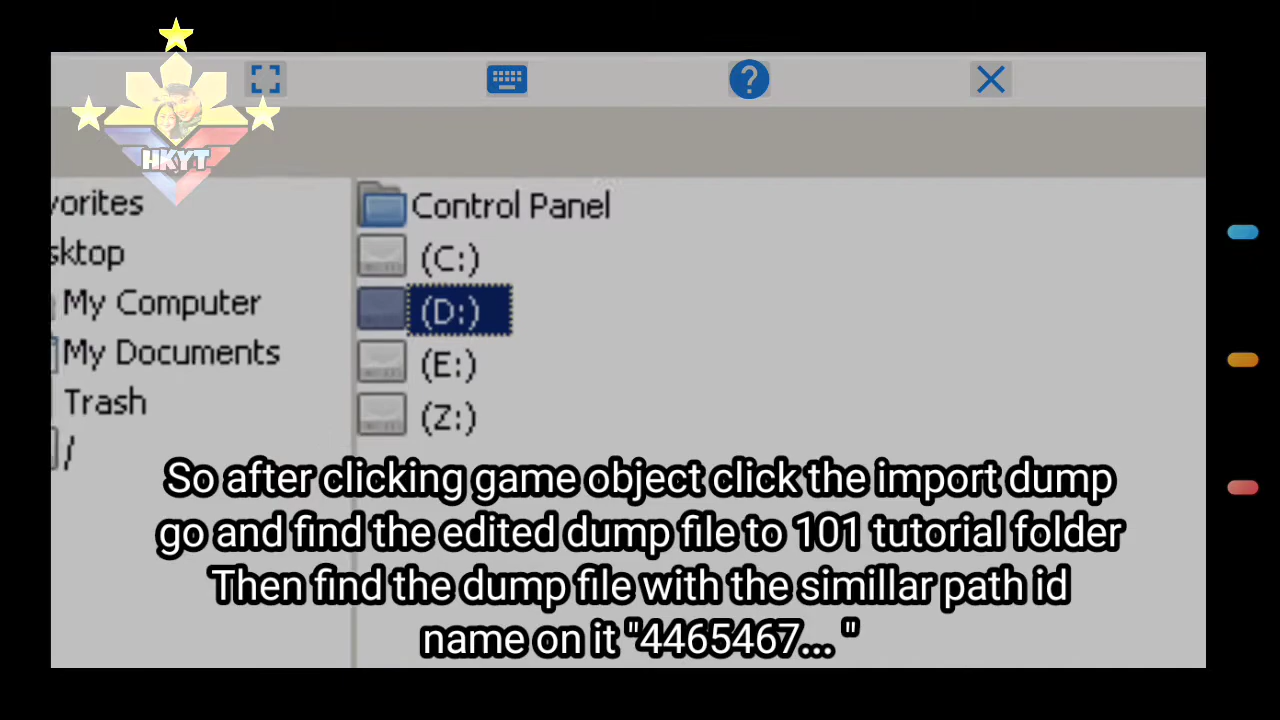 HKYT
vorites
sktop
My Computer
My Documents
Trash
/
Control Panel
(C:)
(D:)
(E:)
(Z:)
So after clicking game object click the import dump
go and find the edited dump file to 101 tutorial folder
Then find the dump file with the simillar path id
name on it "4465467... "